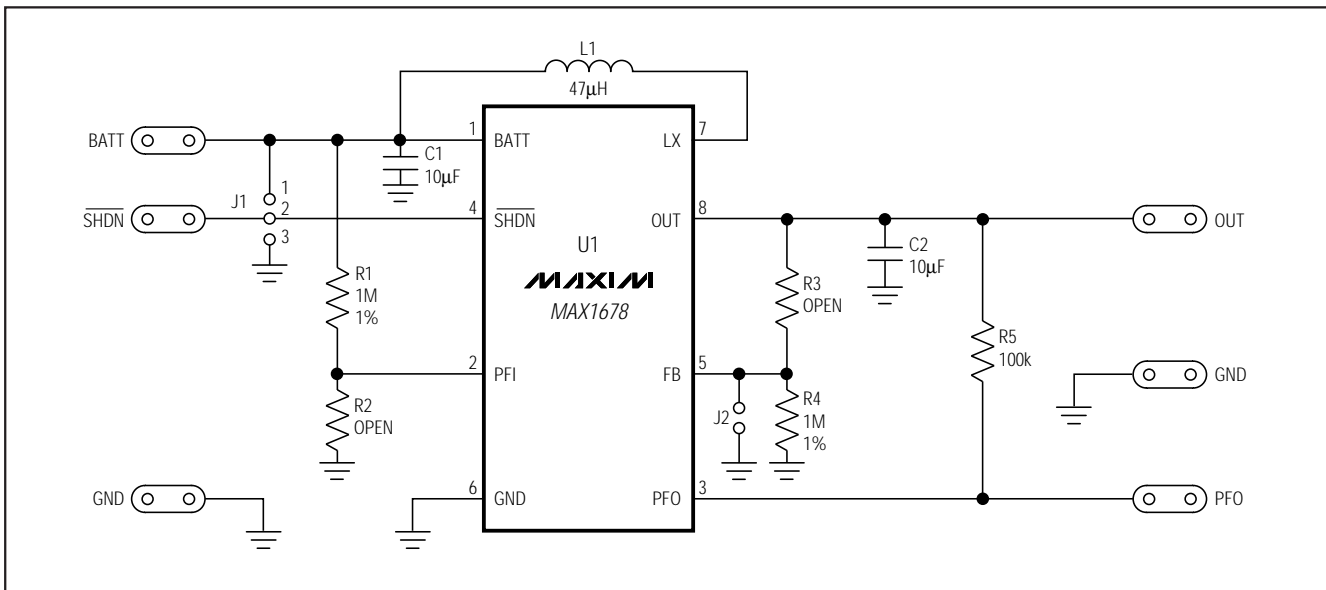 L1
47µH
BATT
1
BATT
LX
7
C1
10µF
J1
1
2
3
SHDN
4
SHDN
OUT
8
OUT
U1
MAXIM
MAX1678
C2
10µF
R1
1M
1%
R3
OPEN
R5
100k
2
PFI
FB
5
GND
R2
OPEN
J2
R4
1M
1%
GND
6
GND
PFO
3
PFO